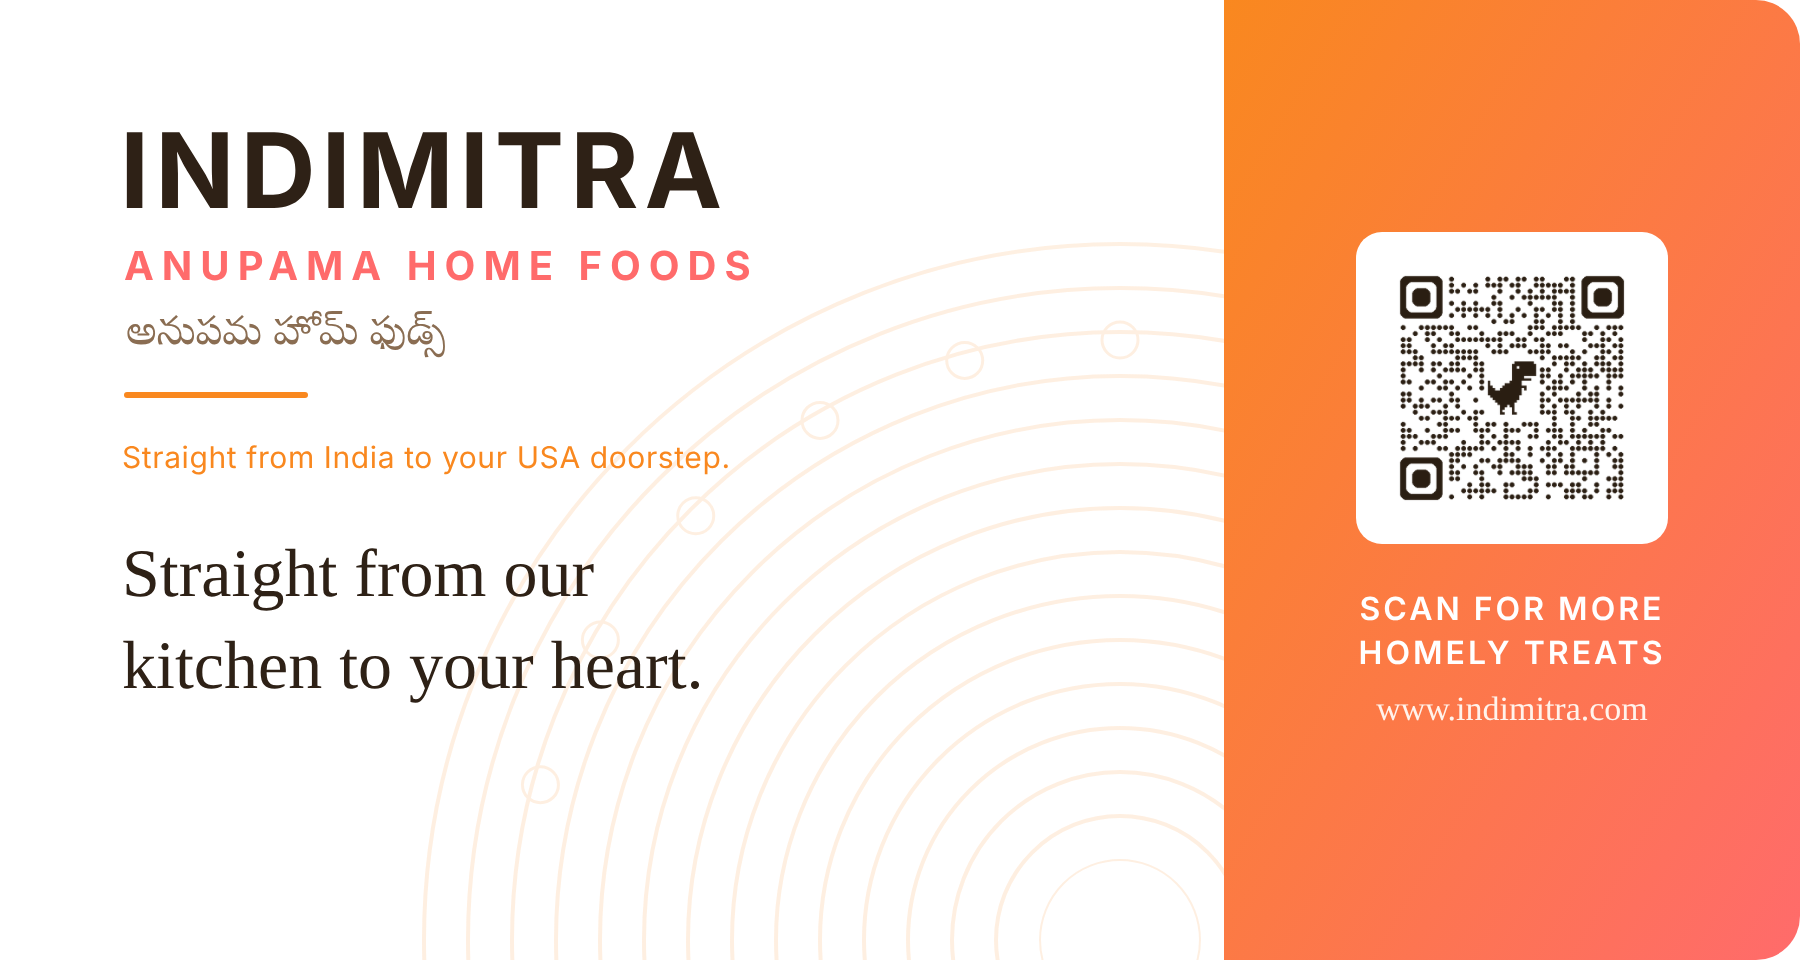 INDIMITRA
ANUPAMA HOME FOODS
అనుపమ హోమ్ ఫుడ్స్
Straight from India to your USA doorstep.
Straight from our
kitchen to your heart.
SCAN FOR MORE
HOMELY TREATS
www.indimitra.com